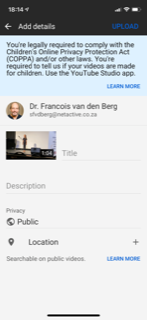 18:14
Add details
UPLOAD
You're legally required to comply with the
Children's Online Privacy Protection Act
(COPPA) and/or other laws. You're
required to tell us if your videos are made
for children. Use the YouTube Studio app.
LEARN MORE
Dr. Francois van den Berg
sfvdberg@netactive.co.za
1:04
Title
Description
Privacy
Public
Location
Searchable on public videos.
LEARN MORE